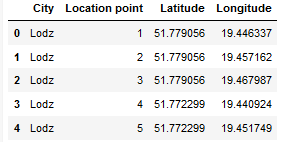 City Location point Latitude Longitude
0 Lodz 1 51.779056 19.446337
1 Lodz 2 51.779056 19.457162
2 Lodz 3 51.779056 19.467987
3 Lodz 4 51.772299 19.440924
4 Lodz 5 51.772299 19.451749